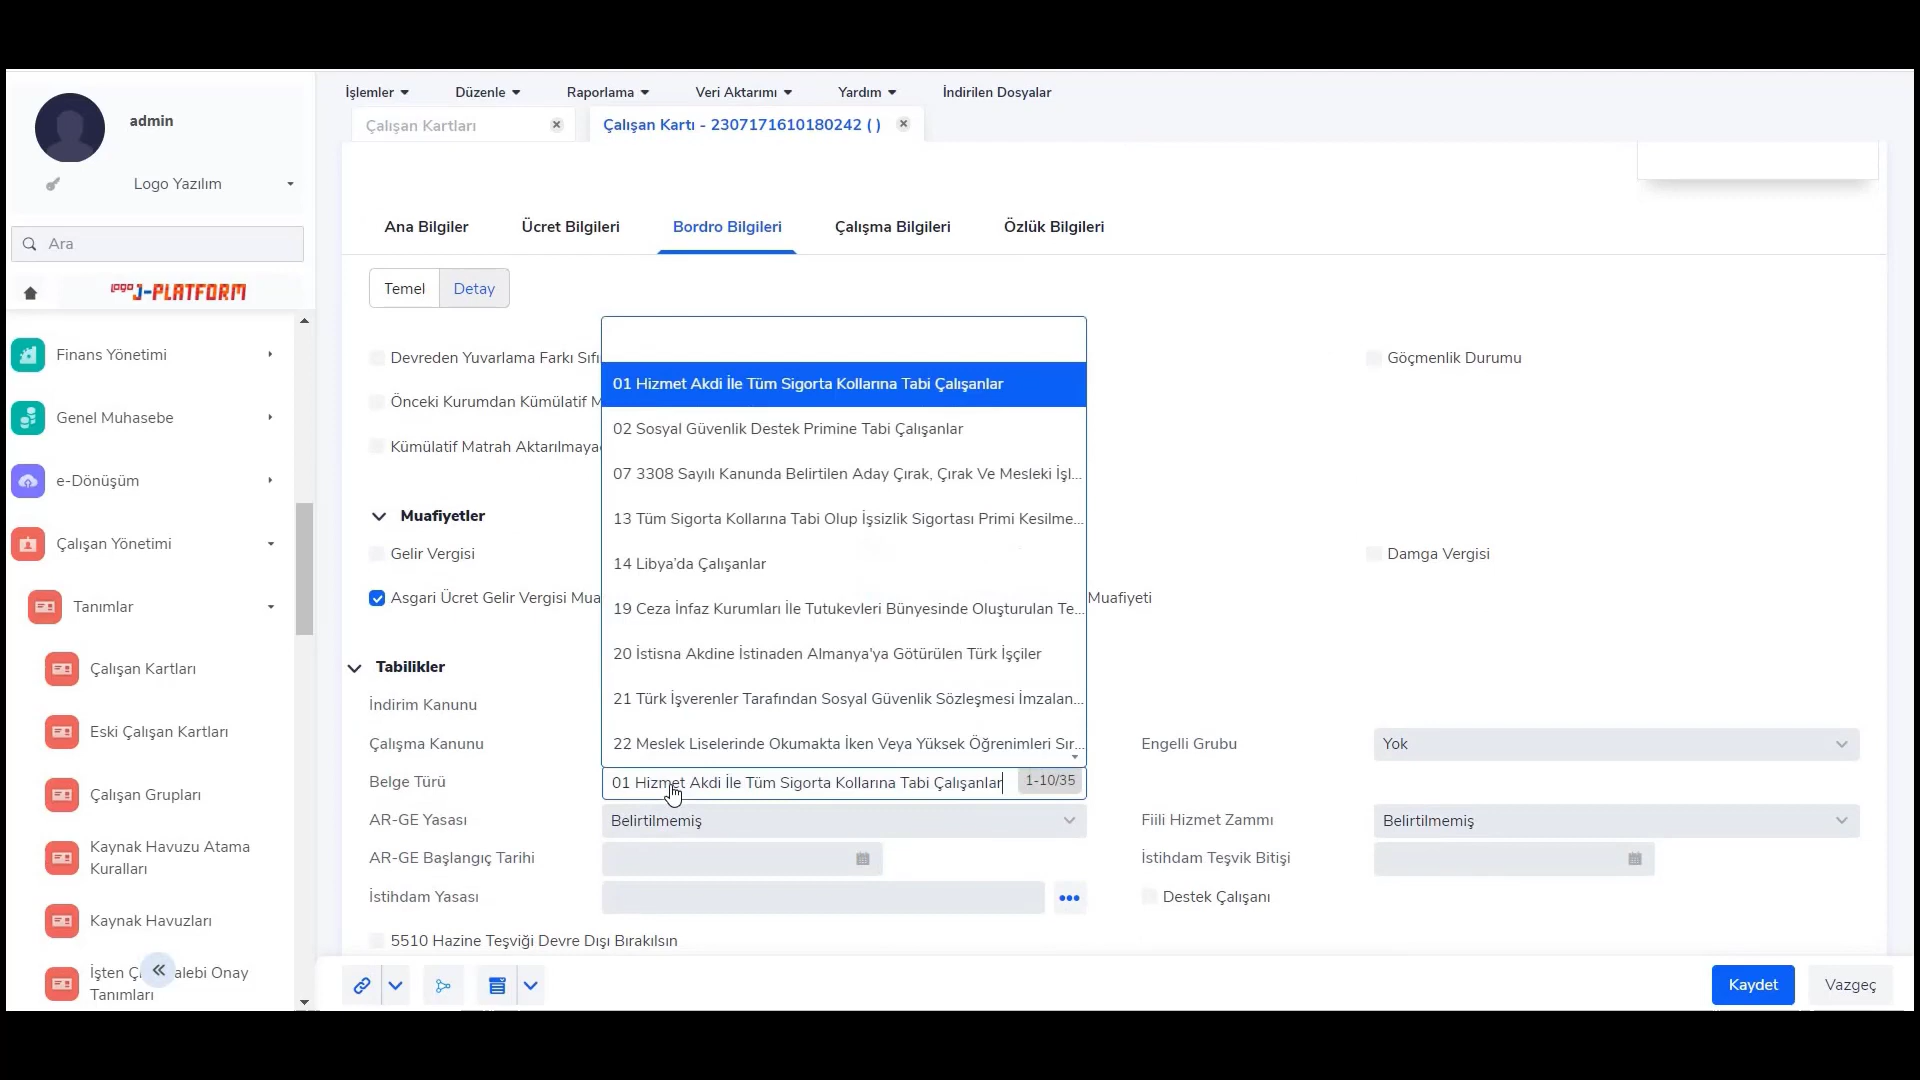 admin
Logo Yazılım
Ara
LOGO J-PLATFORM
Finans Yönetimi
Genel Muhasebe
e-Dönüşüm
Çalışan Yönetimi
Tanımlar
Çalışan Kartları
Eski Çalışan Kartları
Çalışan Grupları
Kaynak Havuzu Atama
Kuralları
Kaynak Havuzları
İşten Ç
alebi Onay
Tanımları
İşlemler
Düzenle
Raporlama
Veri Aktarımı
Yardım
İndirilen Dosyalar
Çalışan Kartları
Çalışan Kartı - 2307171610180242 ( )
Ana Bilgiler
Ücret Bilgileri
Bordro Bilgileri
Çalışma Bilgileri
Özlük Bilgileri
Temel
Detay
Devreden Yuvarlama Farkı Sıfı
Göçmenlik Durumu
Önceki Kurumdan Kümülatif M
Kümülatif Matrah Aktarılmaya
Muafiyetler
Gelir Vergisi
Damga Vergisi
Asgari Ücret Gelir Vergisi Mua
Muafiyeti
01 Hizmet Akdi İle Tüm Sigorta Kollarına Tabi Çalışanlar
02 Sosyal Güvenlik Destek Primine Tabi Çalışanlar
07 3308 Sayılı Kanunda Belirtilen Aday Çırak, Çırak Ve Mesleki İşl...
13 Tüm Sigorta Kollarına Tabi Olup İşsizlik Sigortası Primi Kesilme...
14 Libya'da Çalışanlar
19 Ceza İnfaz Kurumları İle Tutukevleri Bünyesinde Oluşturulan Te...
20 İstisna Akdine İstinaden Almanya'ya Götürülen Türk İşçiler
21 Türk İşverenler Tarafından Sosyal Güvenlik Sözleşmesi İmzalan...
22 Meslek Liselerinde Okumakta İken Veya Yüksek Öğrenimleri Sır...
Tabilikler
İndirim Kanunu
Çalışma Kanunu
Engelli Grubu
Yok
Belge Türü
01 Hizmet Akdi İle Tüm Sigorta Kollarına Tabi Çalışanlar
1-10/35
AR-GE Yasası
Belirtilmemiş
Fiili Hizmet Zammı
Belirtilmemiş
AR-GE Başlangıç Tarihi
İstihdam Teşvik Bitişi
İstihdam Yasası
Destek Çalışanı
5510 Hazine Teşviği Devre Dışı Bırakılsın
Kaydet
Vazgeç